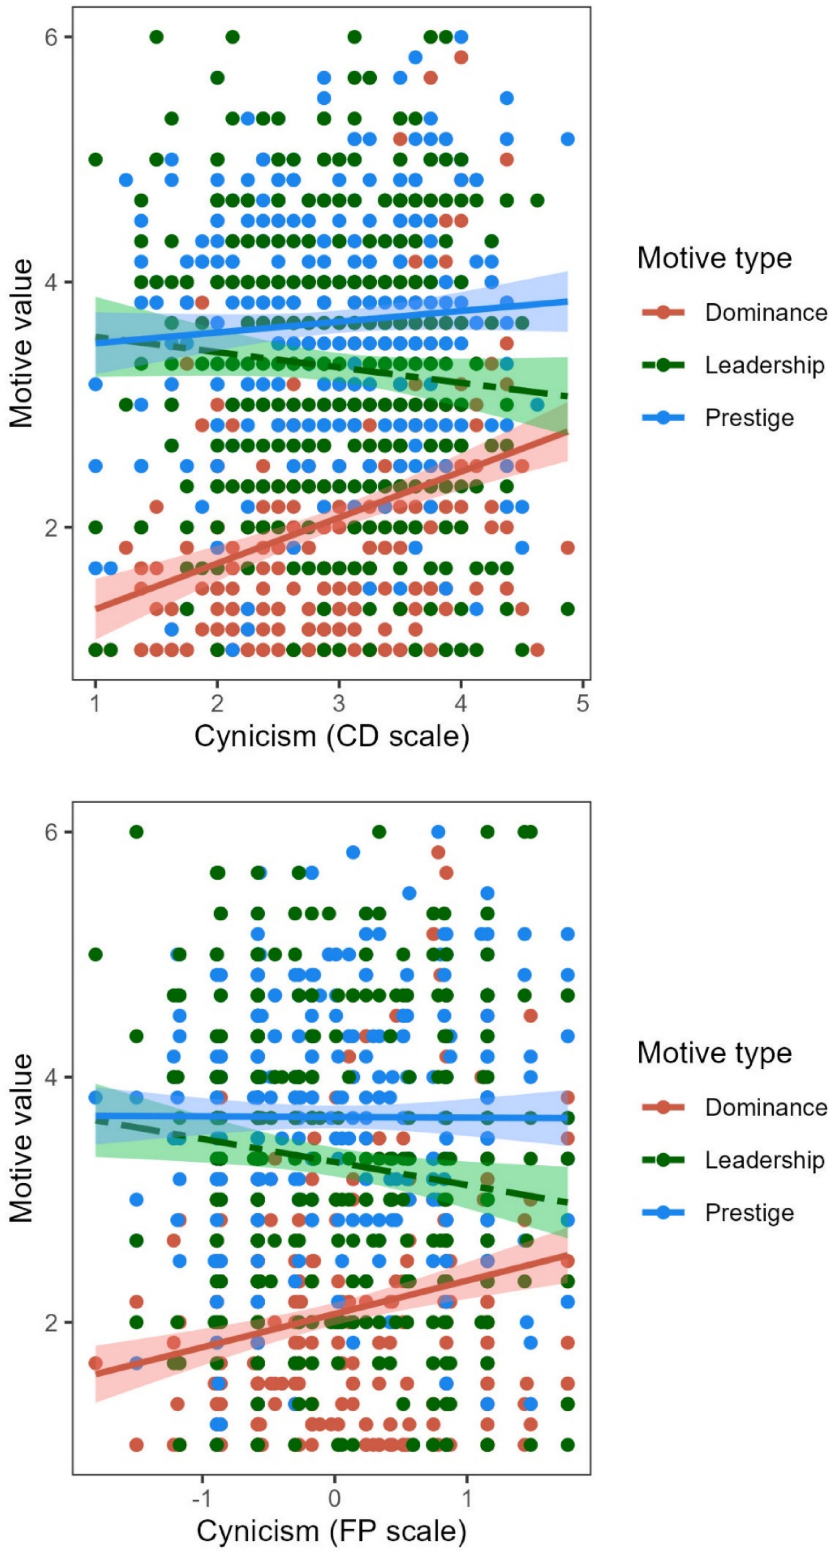 6
4
2
Motive value
1 2 3 4 5
Cynicism (CD scale)
Motive type
Dominance
Leadership
Prestige
6
4
2
Motive value
-1 0 1
Cynicism (FP scale)
Motive type
Dominance
Leadership
Prestige